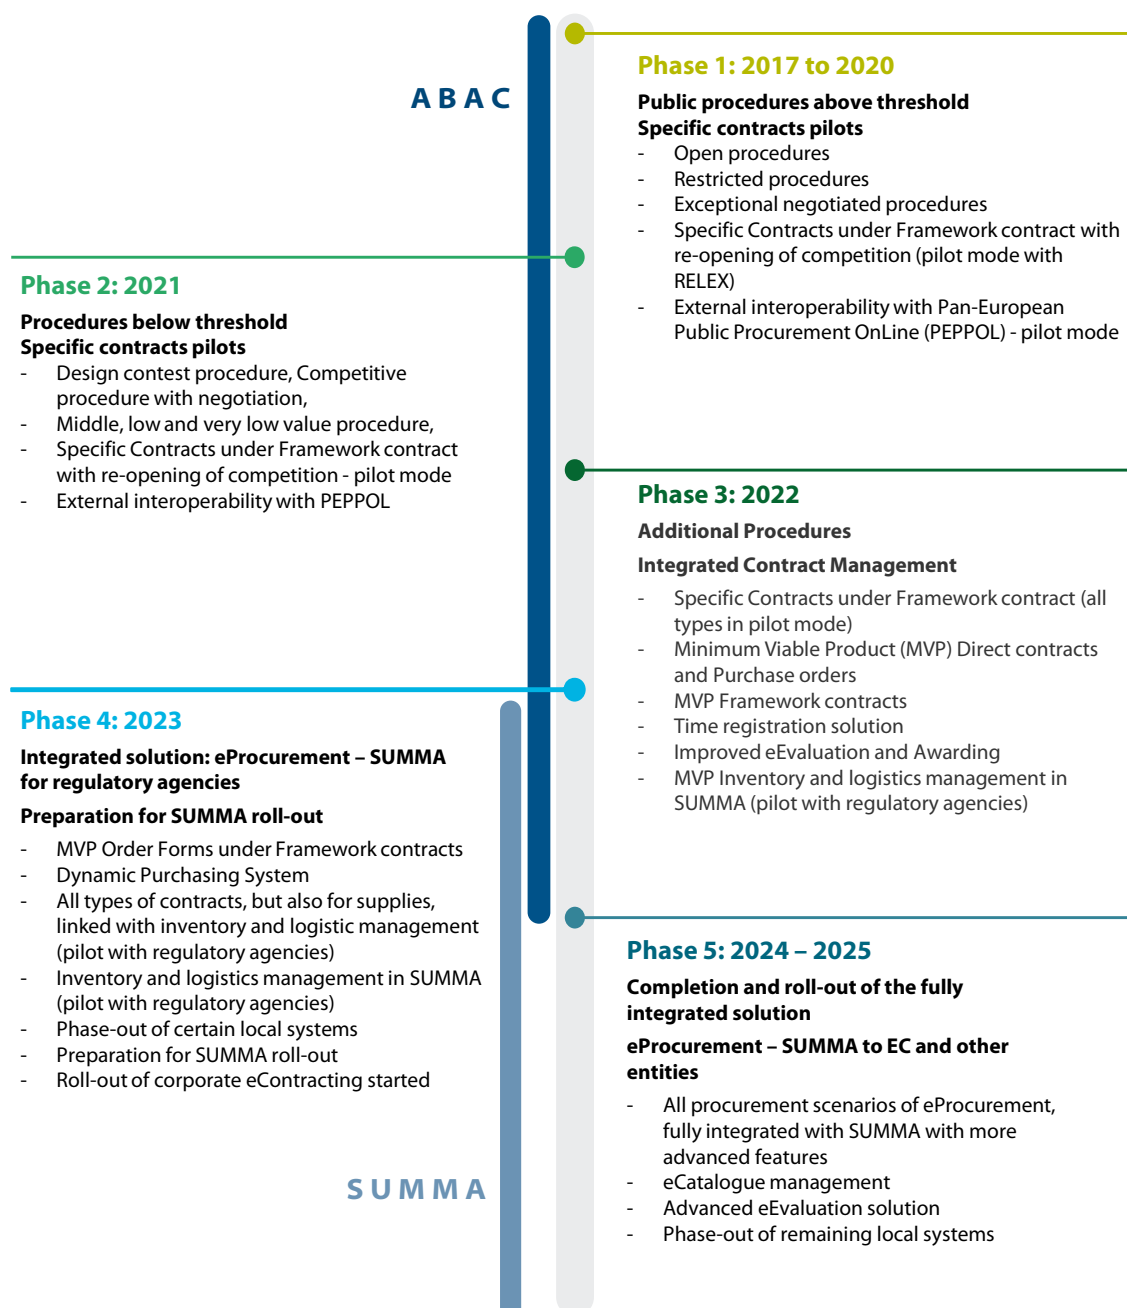 A B A C
Phase 1: 2017 to 2020
Public procedures above threshold
Specific contracts pilots
- Open procedures
- Restricted procedures
- Exceptional negotiated procedures
- Specific Contracts under Framework contract with
re-opening of competition (pilot mode with
RELEX)
- External interoperability with Pan-European
Public Procurement OnLine (PEPPOL) - pilot mode
Phase 2: 2021
Procedures below threshold
Specific contracts pilots
- Design contest procedure, Competitive
procedure with negotiation,
- Middle, low and very low value procedure,
- Specific Contracts under Framework contract
with re-opening of competition - pilot mode
- External interoperability with PEPPOL
Phase 3: 2022
Additional Procedures
Integrated Contract Management
- Specific Contracts under Framework contract (all
types in pilot mode)
- Minimum Viable Product (MVP) Direct contracts
and Purchase orders
- MVP Framework contracts
- Time registration solution
- Improved eEvaluation and Awarding
- MVP Inventory and logistics management in
SUMMA (pilot with regulatory agencies)
Phase 4: 2023
Integrated solution: eProcurement – SUMMA
for regulatory agencies
Preparation for SUMMA roll-out
- MVP Order Forms under Framework contracts
- Dynamic Purchasing System
- All types of contracts, but also for supplies,
linked with inventory and logistic management
(pilot with regulatory agencies)
- Inventory and logistics management in SUMMA
(pilot with regulatory agencies)
- Phase-out of certain local systems
- Preparation for SUMMA roll-out
- Roll-out of corporate eContracting started
Phase 5: 2024 – 2025
Completion and roll-out of the fully
integrated solution
eProcurement – SUMMA to EC and other
entities
- All procurement scenarios of eProcurement,
fully integrated with SUMMA with more
advanced features
- eCatalogue management
- Advanced eEvaluation solution
- Phase-out of remaining local systems
S U M M A